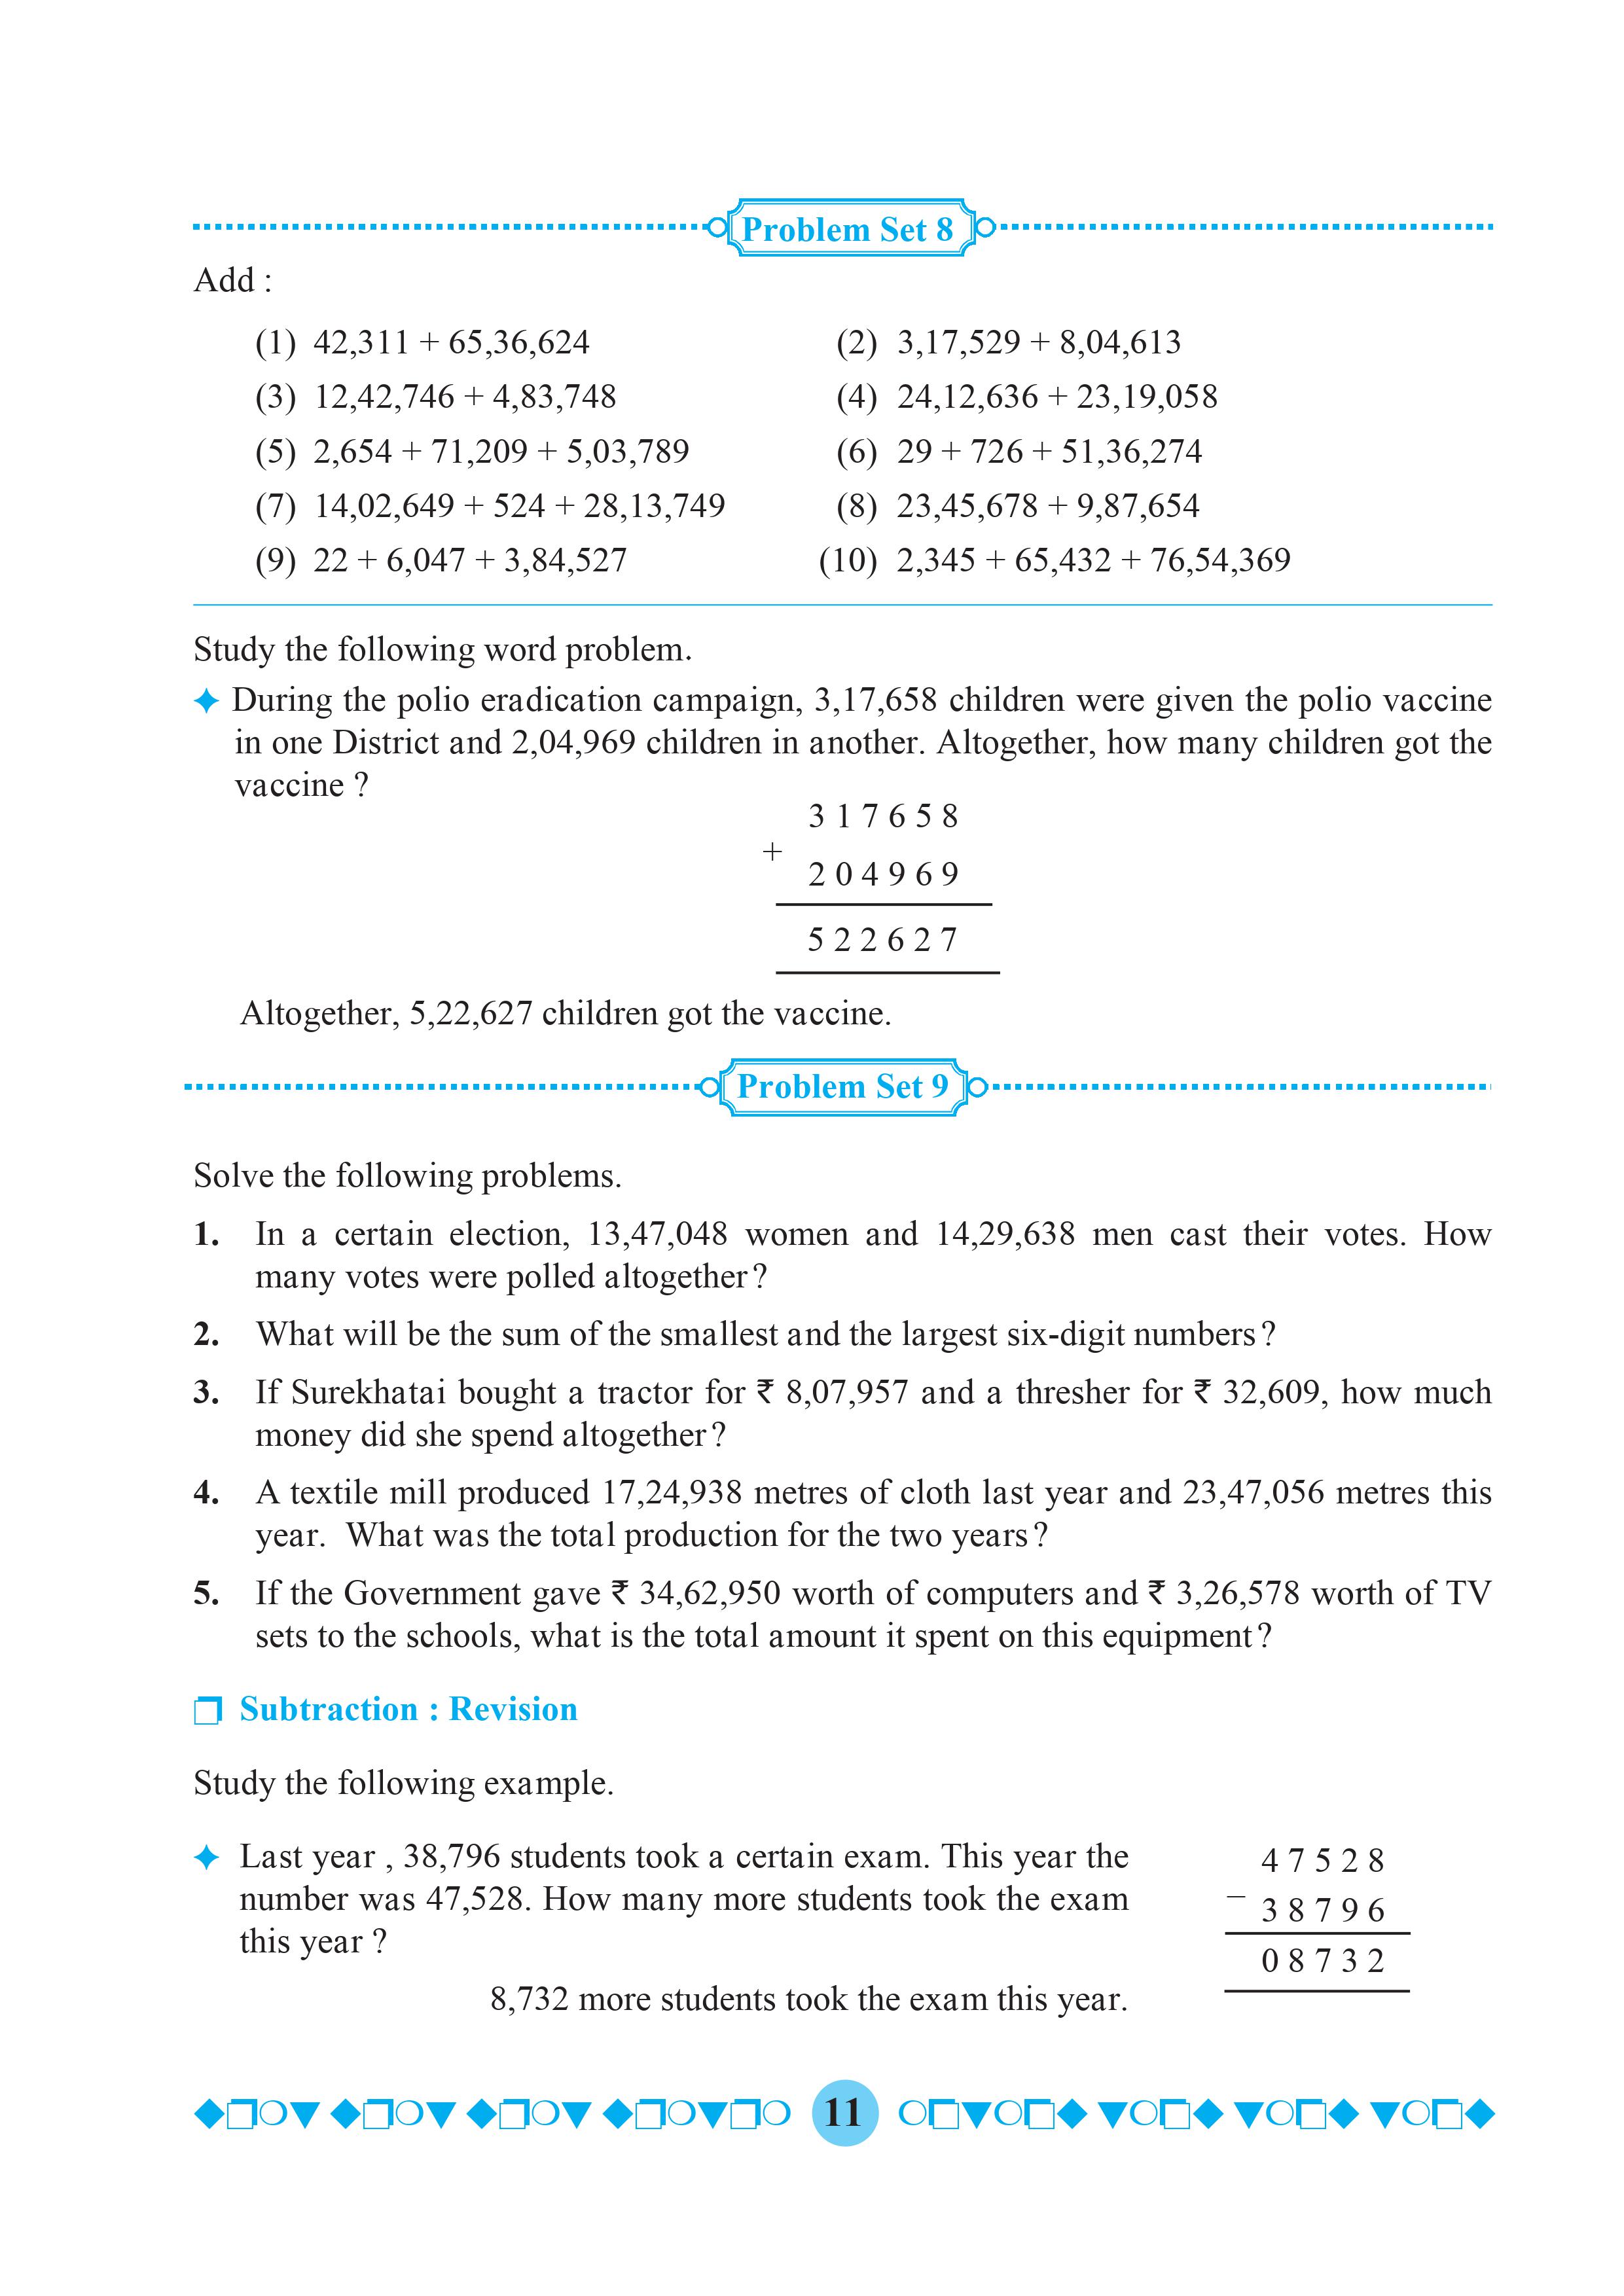 Problem Set 8
Add :
(1) 42,311 + 65,36,624 (2) 3,17,529 + 8,04,613
(3) 12,42,746 + 4,83,748 (4) 24,12,636 + 23,19,058
(5) 2,654 + 71,209 + 5,03,789 (6) 29 + 726 + 51,36,274
(7) 14,02,649 + 524 + 28,13,749 (8) 23,45,678 + 9,87,654
(9) 22 + 6,047 + 3,84,527 (10) 2,345 + 65,432 + 76,54,369
Study the following word problem.
During the polio eradication campaign, 3,17,658 children were given the polio vaccine
in one District and 2,04,969 children in another. Altogether, how many children got the
vaccine ?
3 1 7 6 5 8
+
2 0 4 9 6 9
5 2 2 6 2 7
Altogether, 5,22,627 children got the vaccine.
Problem Set 9
Solve the following problems.
1. In a certain election, 13,47,048 women and 14,29,638 men cast their votes. How
many votes were polled altogether?
2. What will be the sum of the smallest and the largest six-digit numbers?
3. If Surekhatai bought a tractor for ₹ 8,07,957 and a thresher for ₹ 32,609, how much
money did she spend altogether?
4. A textile mill produced 17,24,938 metres of cloth last year and 23,47,056 metres this
year. What was the total production for the two years?
5. If the Government gave ₹ 34,62,950 worth of computers and ₹ 3,26,578 worth of TV
sets to the schools, what is the total amount it spent on this equipment?
Subtraction : Revision
Study the following example.
Last year , 38,796 students took a certain exam. This year the
number was 47,528. How many more students took the exam
this year ?
8,732 more students took the exam this year.
4 7 5 2 8
−
3 8 7 9 6
0 8 7 3 2
11